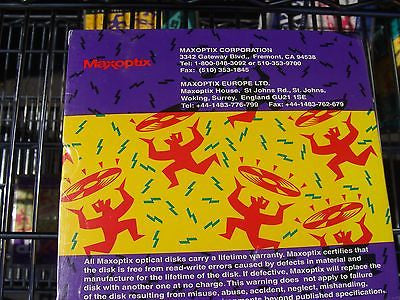 Maxoptix
MAXOPTIX CORPORATION
3342 Gateway Blvd., Fremont, CA 94538
Tel: 1-800-848-3092 or 510-353-9700
Fax: (510) 353-1845
MAXOPTIX EUROPE LTD.
Maxoptix House, St Johns Rd., St. Johns,
Woking, Surrey, England GU21 1SE
Tel: +44-1483-776-799 Fax: +44-1483-762-679
All Maxoptix optical disks carry a lifetime warranty. Maxoptix certifies that
the disk is free from read-write errors caused by defects in material and
manufacture for the lifetime of the disk. If defective, Maxoptix will replace the
disk with another one at no charge. This warning does not apply to failure
of the disk resulting from misuse, abuse, accident, neglect, mishandling,
ments beyond published specification.